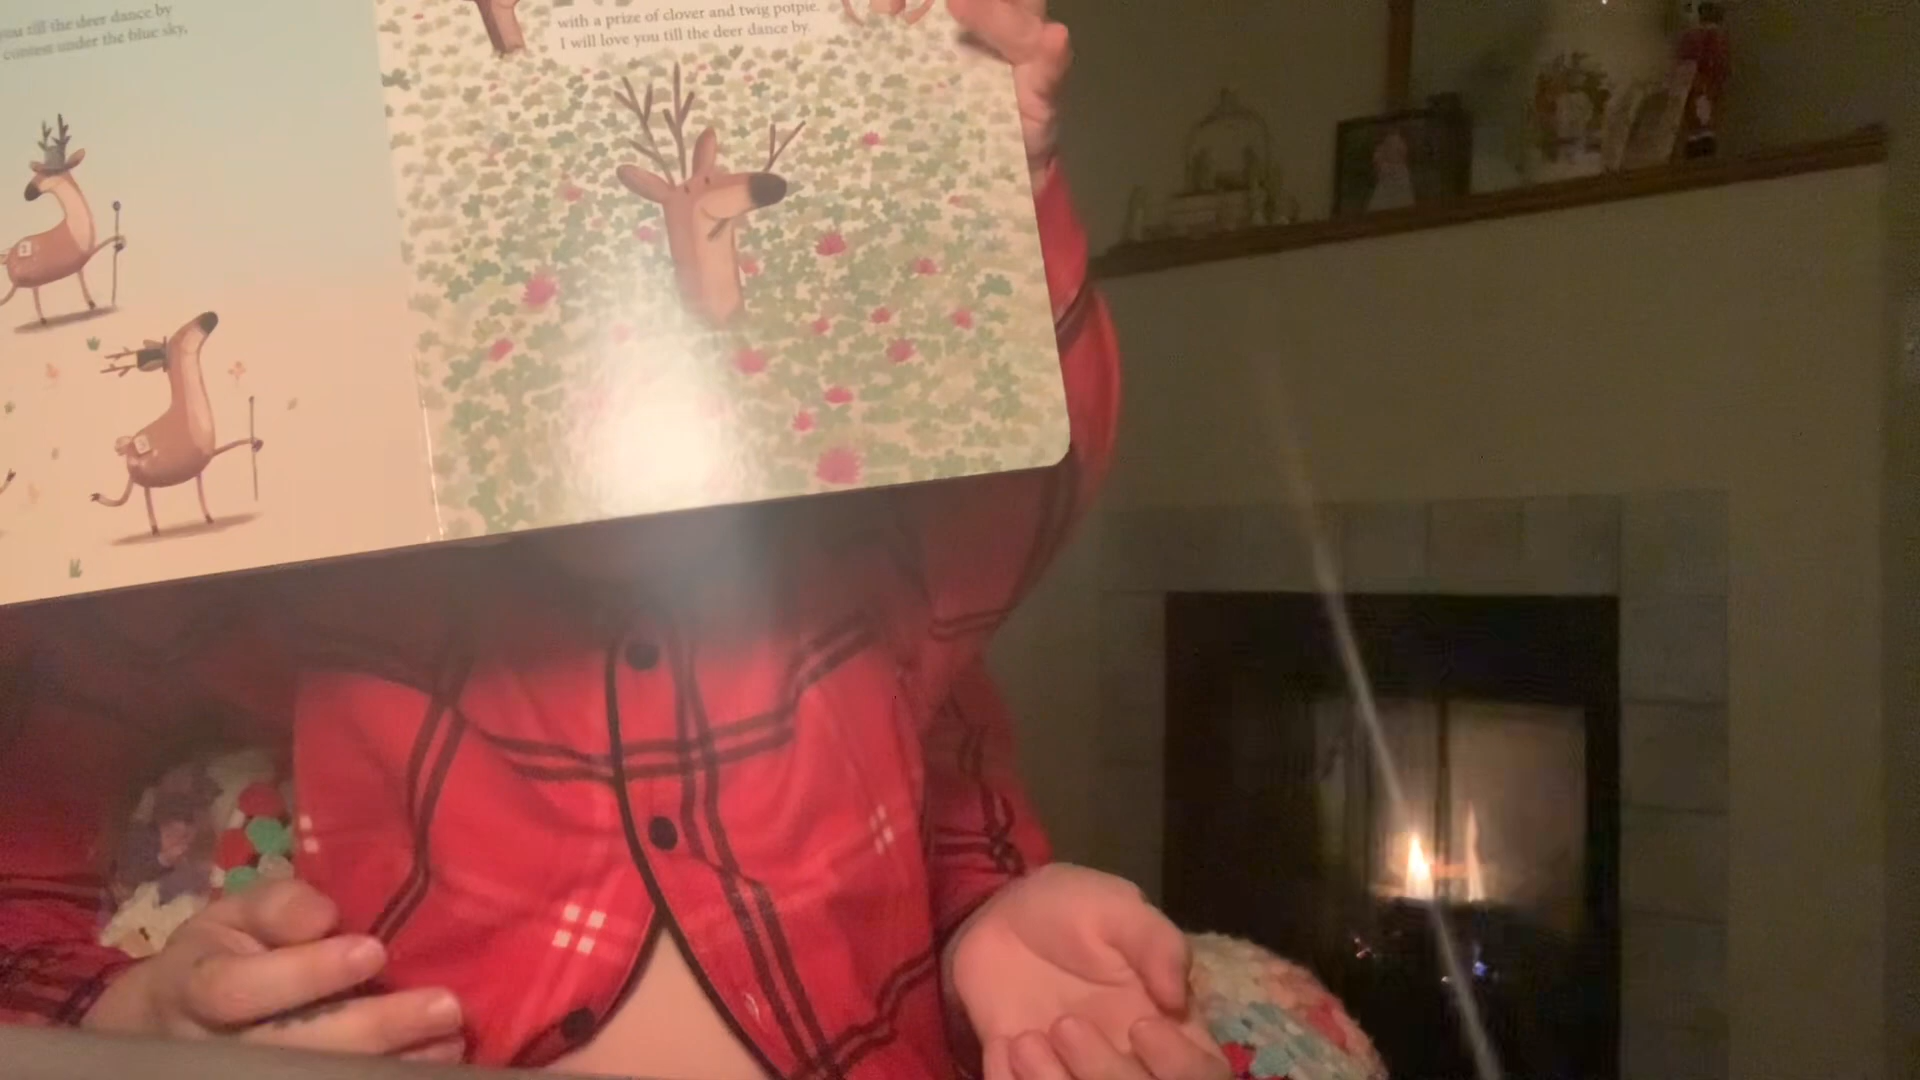 you till the deer dance by
contest under the blue sky,
with a prize of clover and twig potpie.
I will love you till the deer dance by.